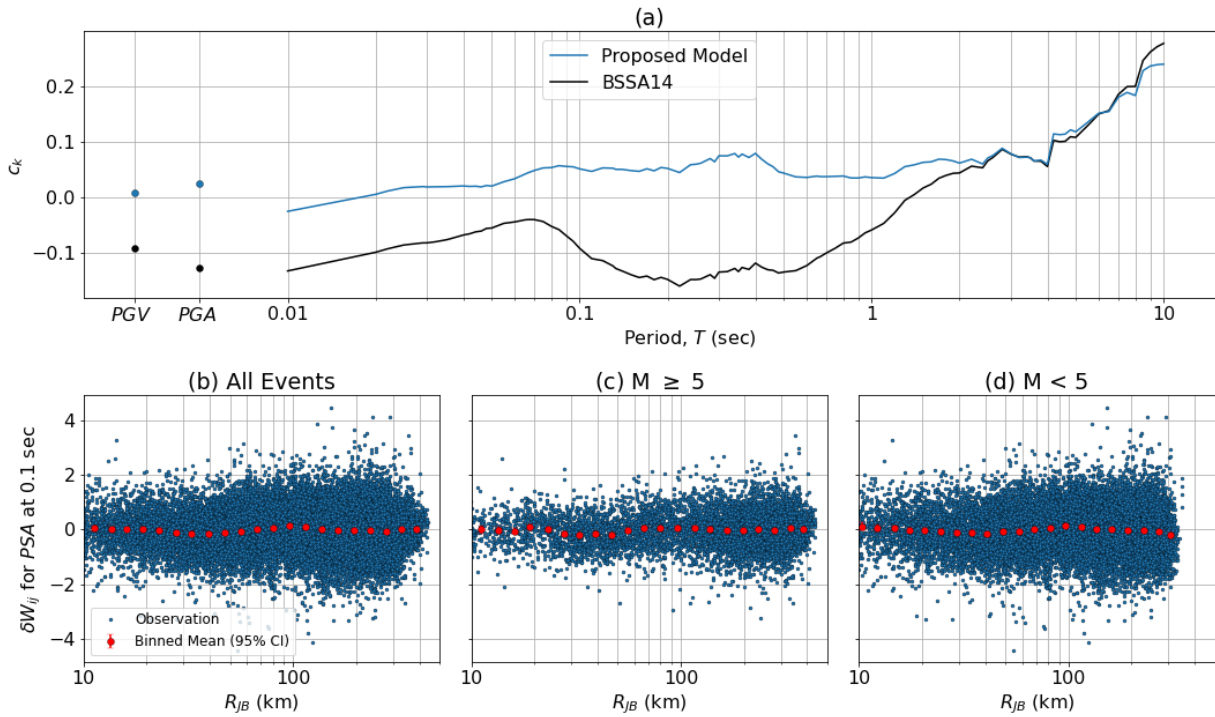 (a)
Proposed Model
BSSA14
c_k
0.2
0.1
0.0
−0.1
PGV PGA 0.01 0.1 1 10
Period, T (sec)
(b) All Events
(c) M ≥ 5
(d) M < 5
δW_ij for PSA at 0.1 sec
4
2
0
−2
−4
Observation
Binned Mean (95% CI)
10 100
10 100
10 100
R_JB (km)
R_JB (km)
R_JB (km)